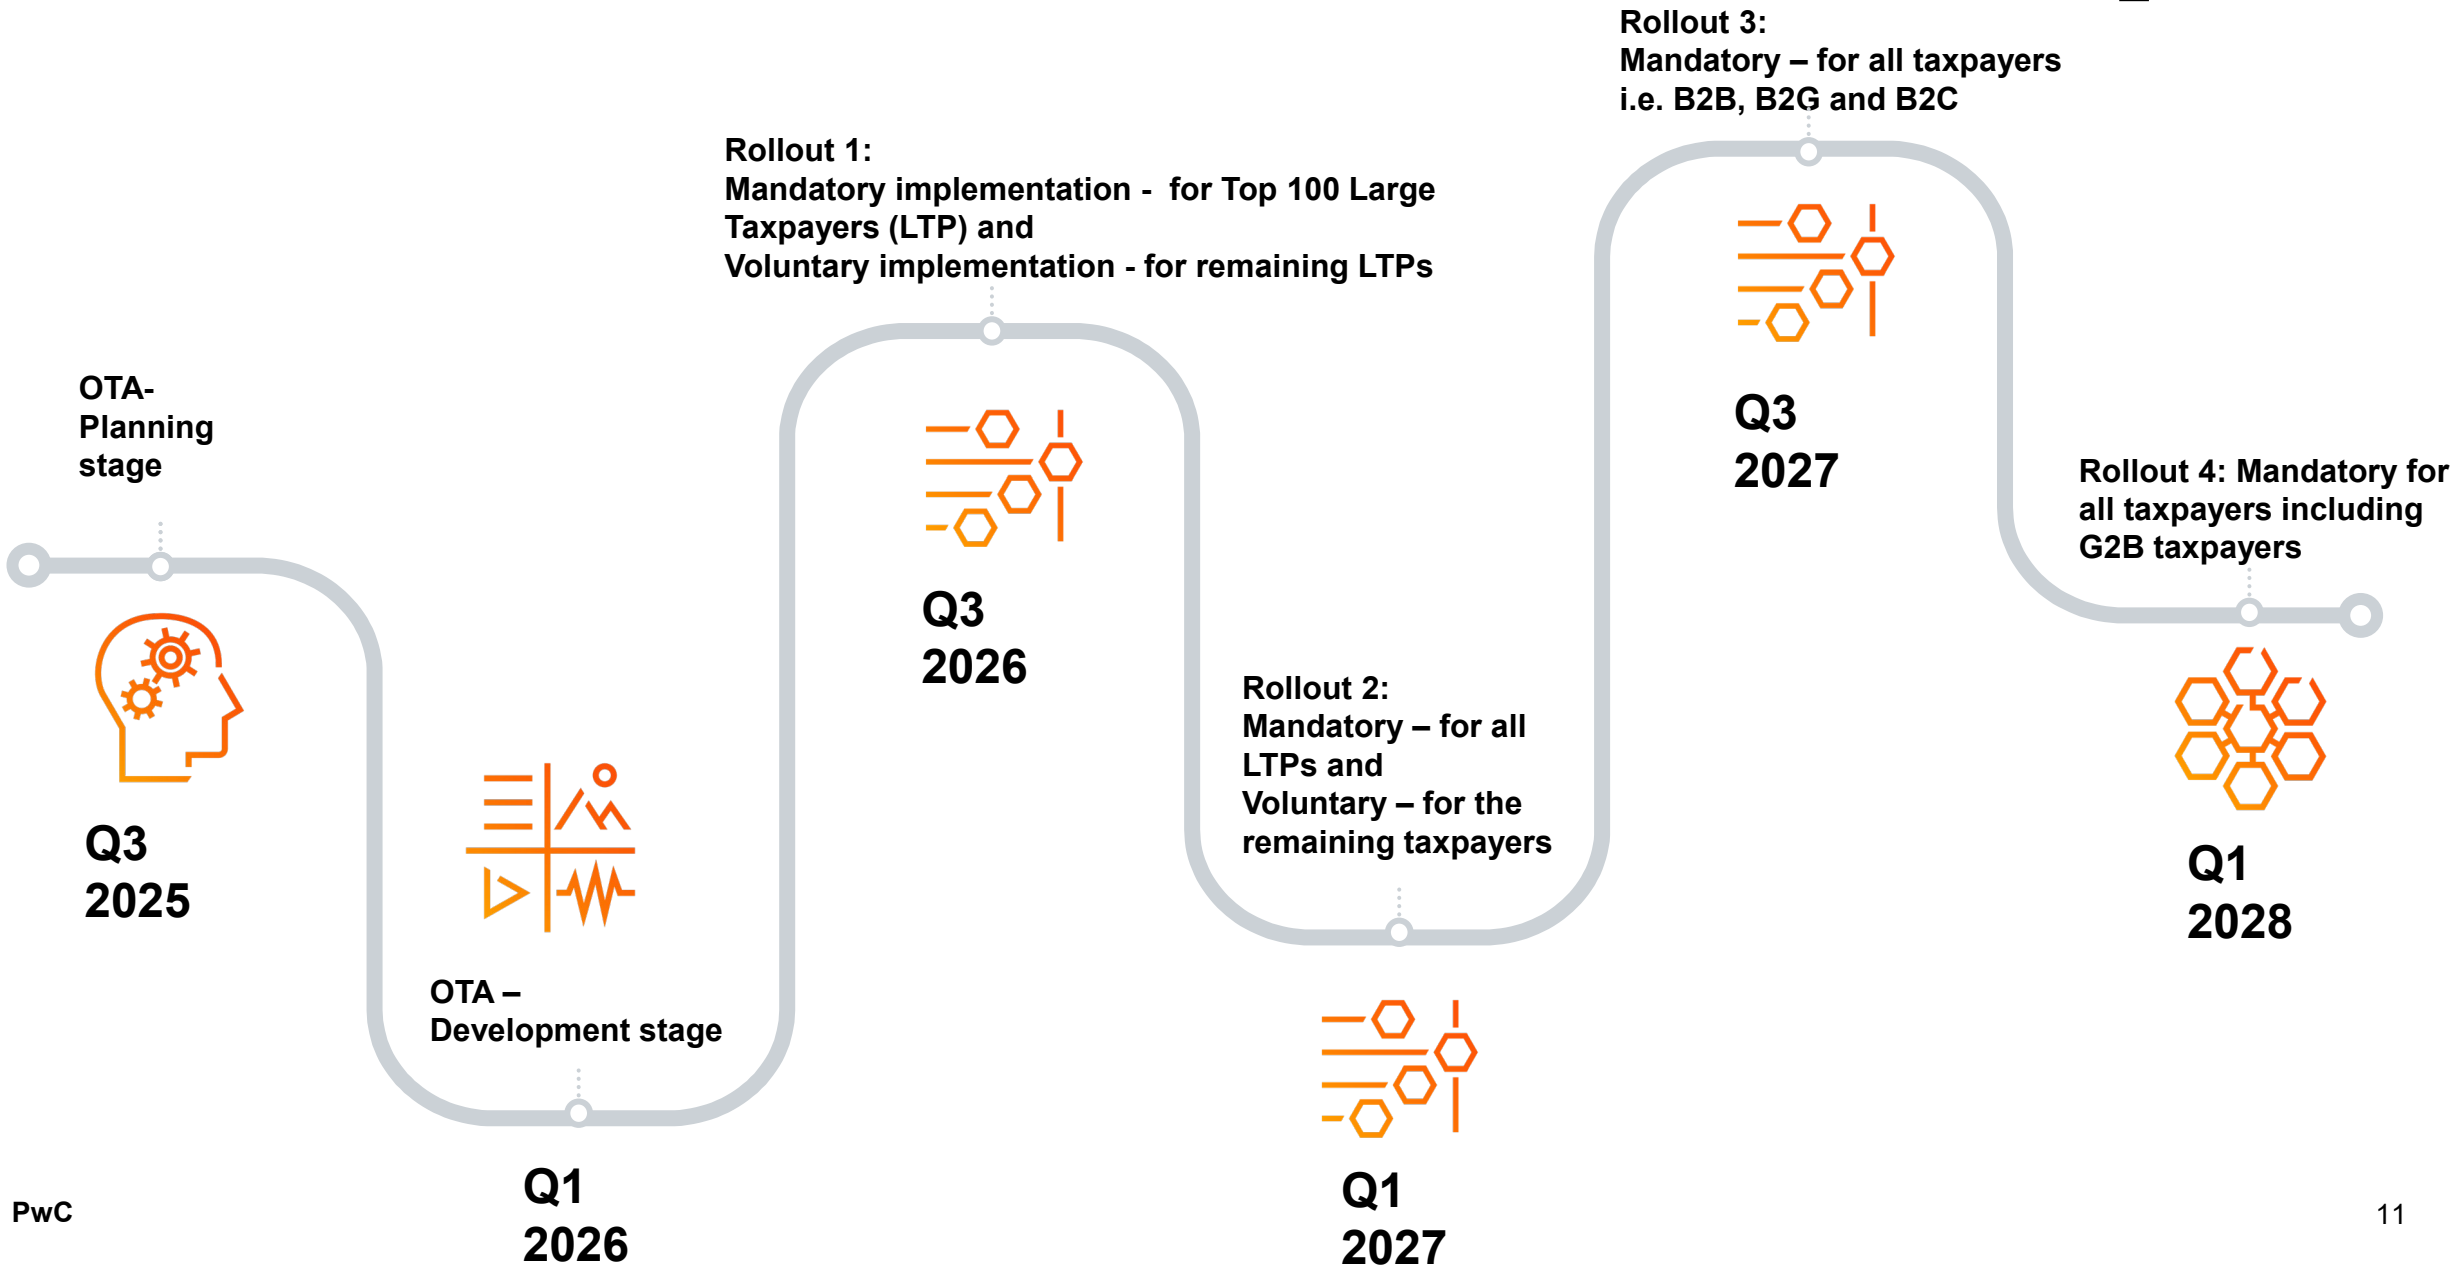 OTA-
Planning
stage
Q3
2025
OTA –
Development stage
Q1
2026
Rollout 1:
Mandatory implementation -  for Top 100 Large
Taxpayers (LTP) and
Voluntary implementation - for remaining LTPs
Q3
2026
Rollout 2:
Mandatory – for all
LTPs and
Voluntary – for the
remaining taxpayers
Q1
2027
Rollout 3:
Mandatory – for all taxpayers
i.e. B2B, B2G and B2C
Q3
2027
Rollout 4: Mandatory for
all taxpayers including
G2B taxpayers
Q1
2028
PwC
11